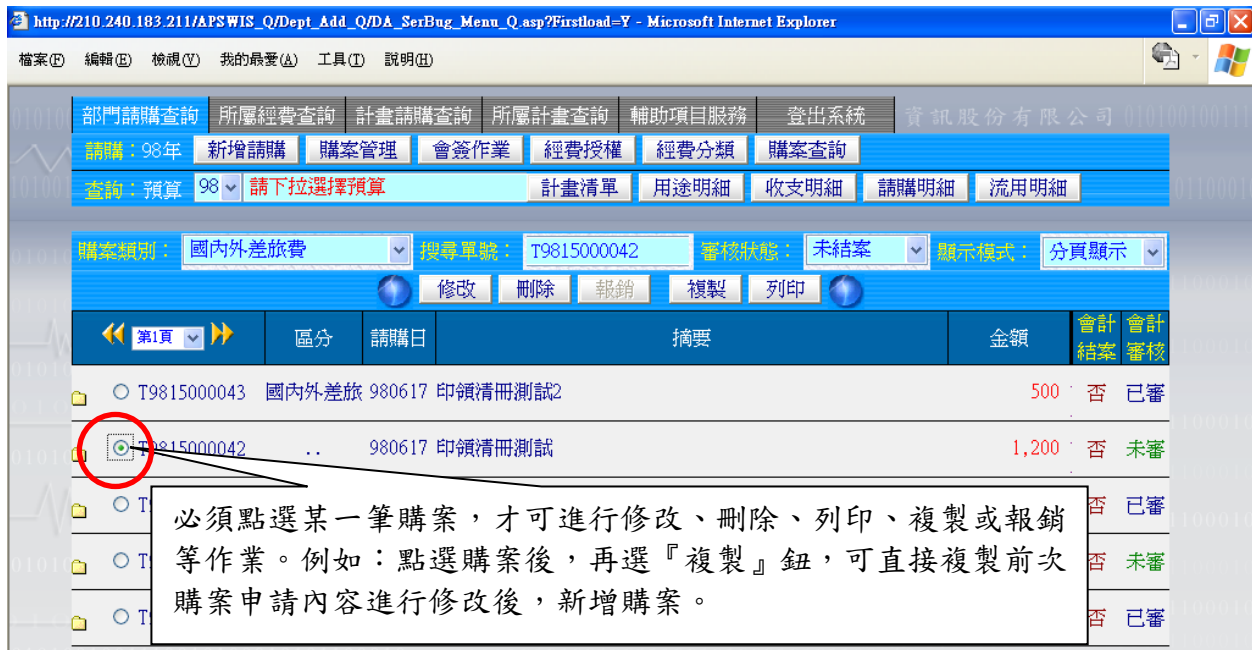 http://210.240.183.211/APSWIS_Q/Dept_Add_Q/DA_SerBug_Menu_Q.asp?Firstload=Y - Microsoft Internet Explorer
檔案(F) 編輯(E) 檢視(V) 我的最愛(A) 工具(T) 說明(H)
部門請購查詢 所屬經費查詢 計畫請購查詢 所屬計畫查詢 輔助項目服務 登出系統 資訊股份有限公司
請購：98年 新增請購 購案管理 會簽作業 經費授權 經費分類 購案查詢
查詢：預算 98 請下拉選擇預算 計畫清單 用途明細 收支明細 請購明細 流用明細
購案類別： 國內外差旅費 搜尋單號： T9815000042 審核狀態： 未結案 顯示模式： 分頁顯示
修改 刪除 報銷 複製 列印
第1頁 區分 請購日 摘要 金額 會計結案 會計審核
T9815000043 國內外差旅 980617 印領清冊測試2 500 否 已審
T9815000042 .. 980617 印領清冊測試 1,200 否 未審
否 已審
否 未審
否 已審
必須點選某一筆購案，才可進行修改、刪除、列印、複製或報銷
等作業。例如：點選購案後，再選『複製』鈕，可直接複製前次
購案申請內容進行修改後，新增購案。